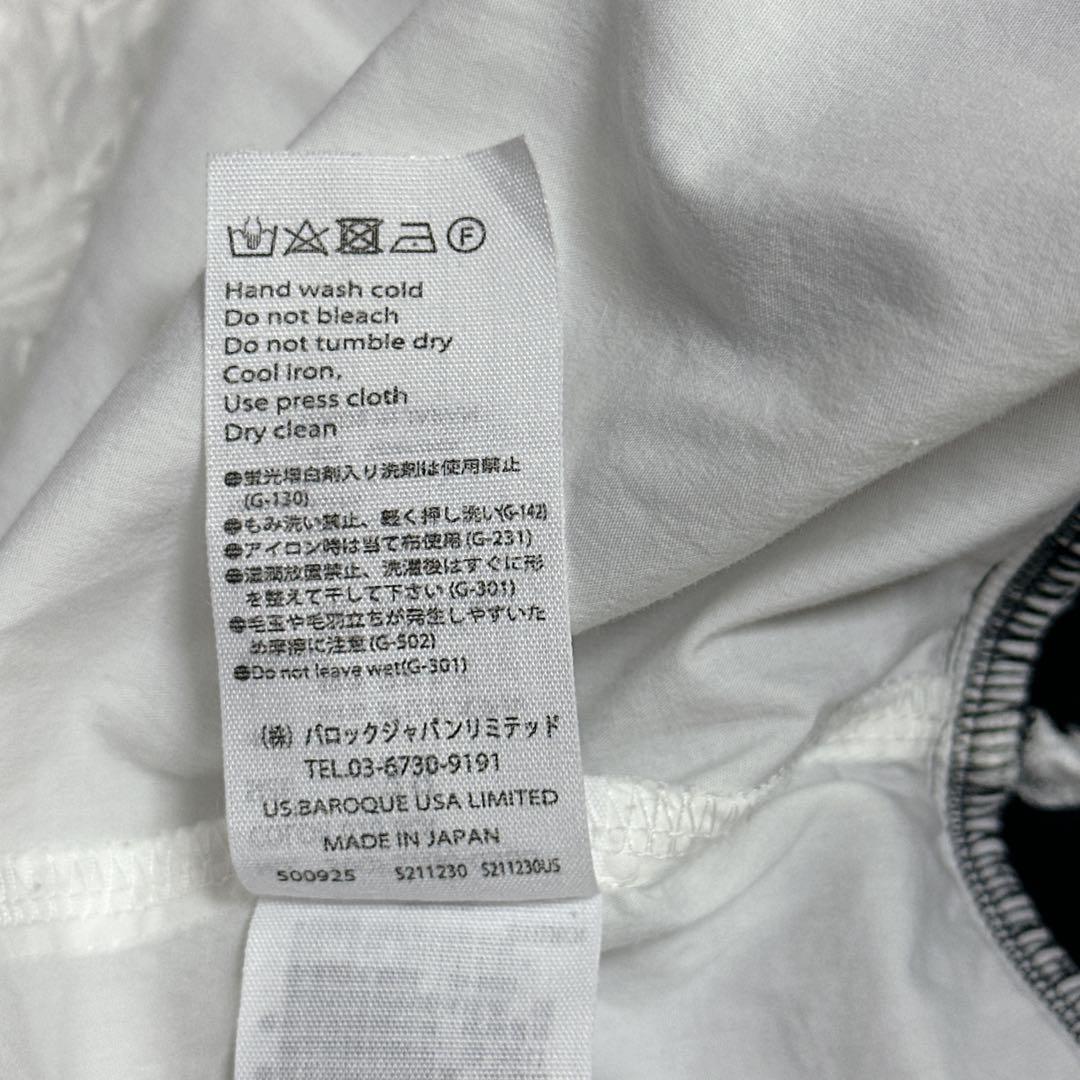 F
Hand wash cold
Do not bleach
Do not tumble dry
Cool iron,
Use press cloth
Dry clean
●蛍光増白剤入り洗剤は使用禁止
(G-130)
●もみ洗い禁止、軽く押し洗い(G-142)
●アイロン時は当て布使用(G-231)
●湿潤放置禁止、洗濯後はすぐに形
を整えて干して下さい(G-301)
●毛玉や毛羽立ちが発生しやすいた
め摩擦に注意(G-502)
●Do not leave wet(G-301)
(株) バロックジャパンリミテッド
TEL.03-6730-9191
US.BAROQUE USA LIMITED
MADE IN JAPAN
500925 S211230 S211230US